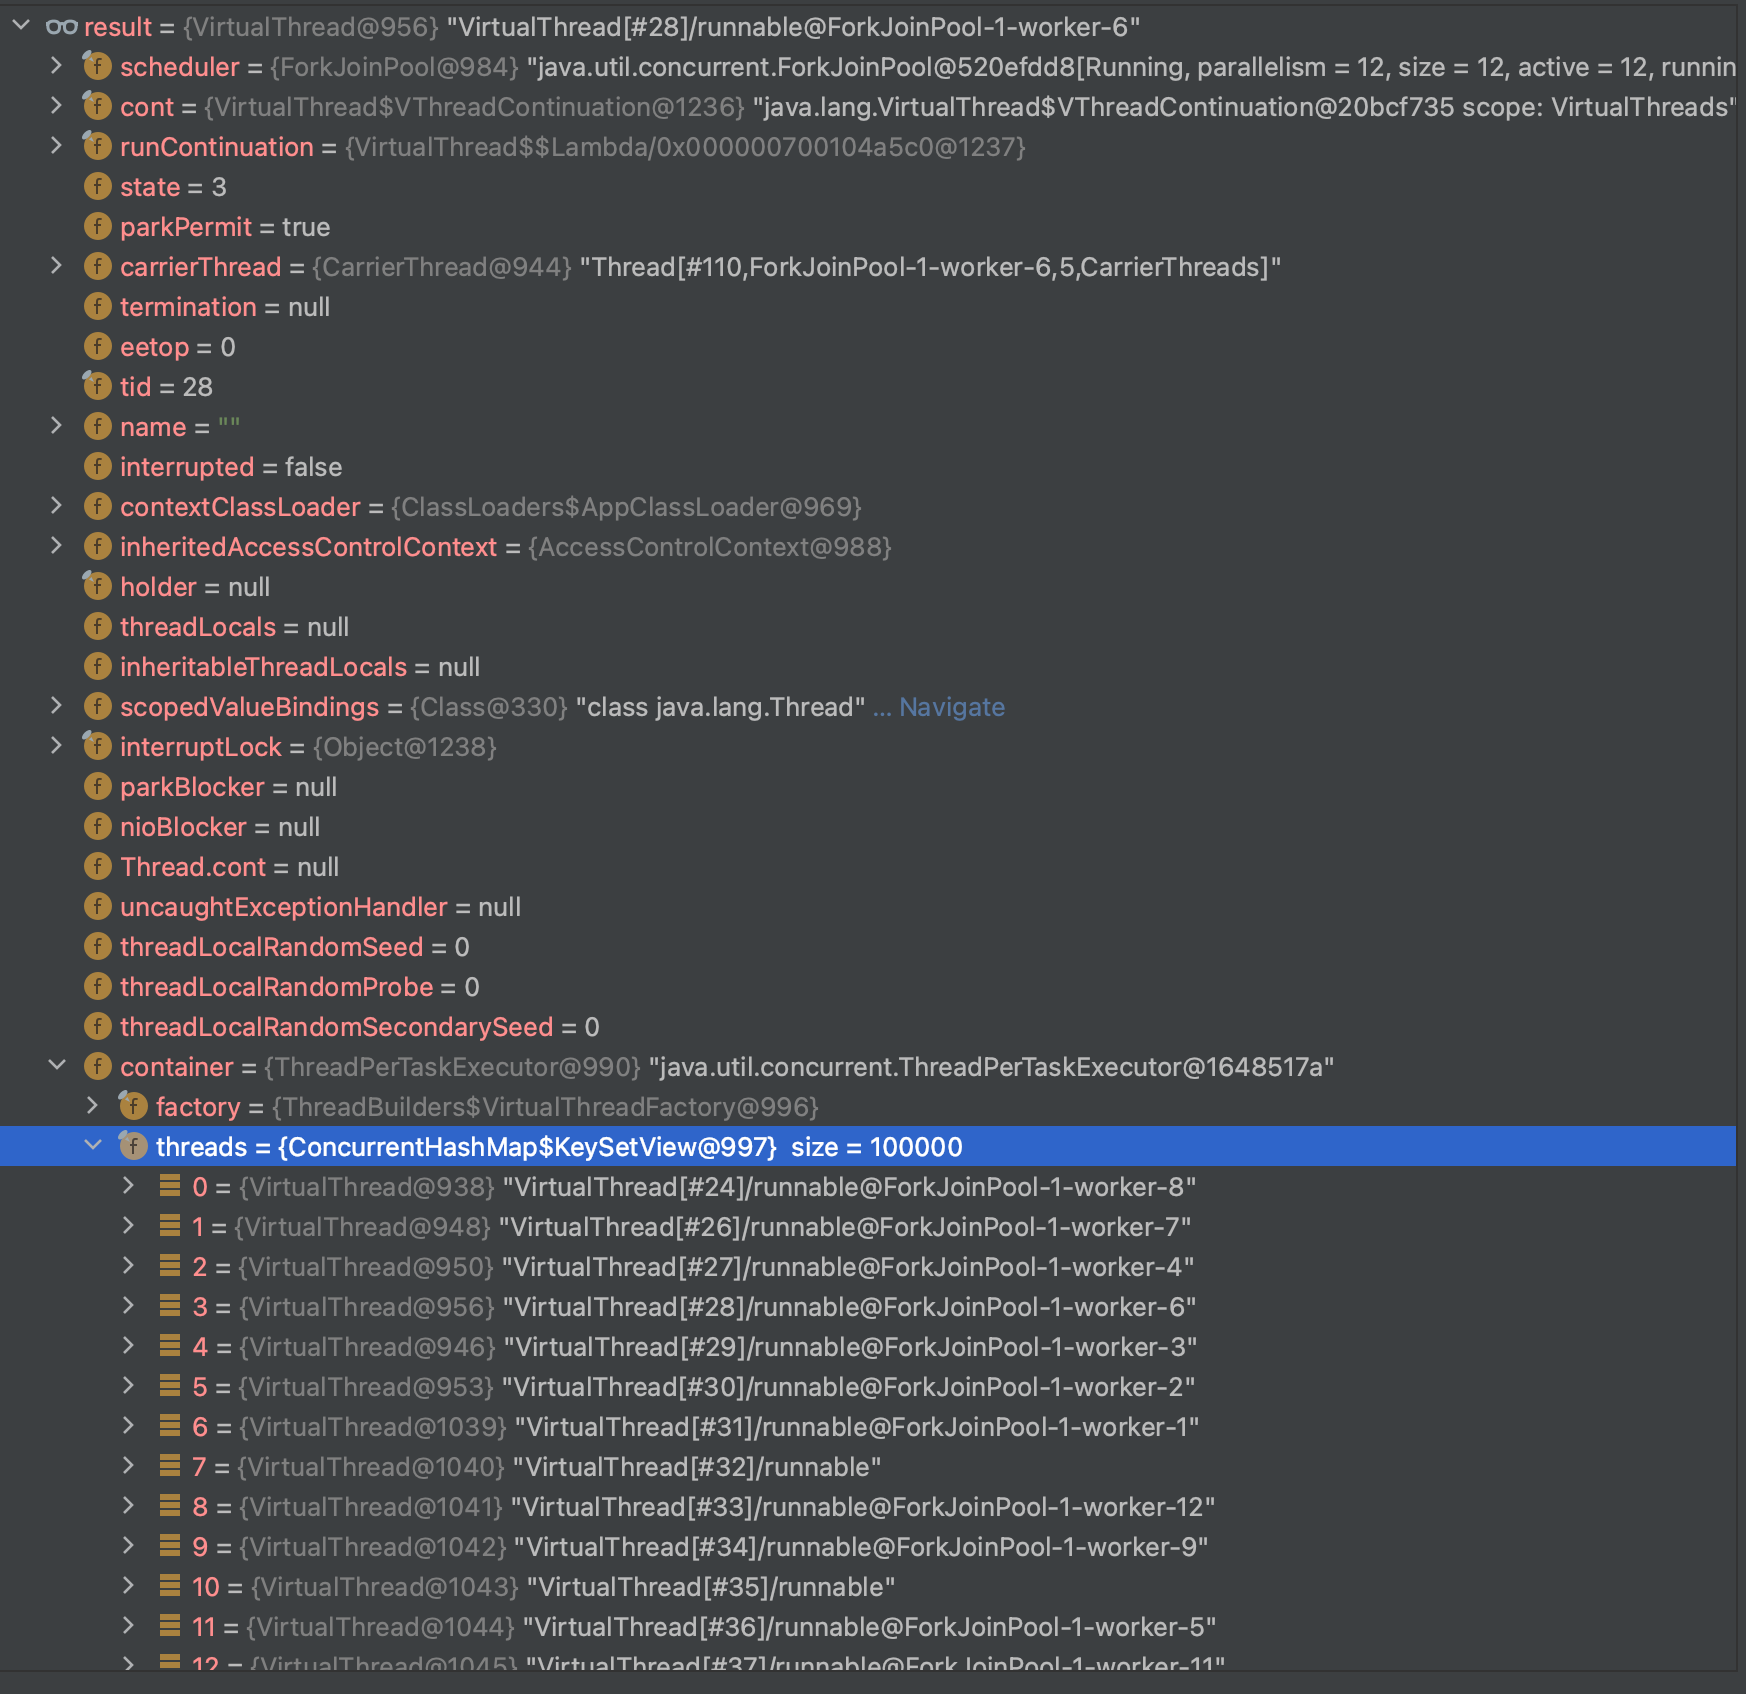 result = {VirtualThread@956} "VirtualThread[#28]/runnable@ForkJoinPool-1-worker-6"
scheduler = {ForkJoinPool@984} "java.util.concurrent.ForkJoinPool@520efdd8[Running, parallelism = 12, size = 12, active = 12, runnin
cont = {VirtualThread$VThreadContinuation@1236} "java.lang.VirtualThread$VThreadContinuation@20bcf735 scope: VirtualThreads"
runContinuation = {VirtualThread$$Lambda/0x000000700104a5c0@1237}
state = 3
parkPermit = true
carrierThread = {CarrierThread@944} "Thread[#110,ForkJoinPool-1-worker-6,5,CarrierThreads]"
termination = null
eetop = 0
tid = 28
name = ""
interrupted = false
contextClassLoader = {ClassLoaders$AppClassLoader@969}
inheritedAccessControlContext = {AccessControlContext@988}
holder = null
threadLocals = null
inheritableThreadLocals = null
scopedValueBindings = {Class@330} "class java.lang.Thread" ... Navigate
interruptLock = {Object@1238}
parkBlocker = null
nioBlocker = null
Thread.cont = null
uncaughtExceptionHandler = null
threadLocalRandomSeed = 0
threadLocalRandomProbe = 0
threadLocalRandomSecondarySeed = 0
container = {ThreadPerTaskExecutor@990} "java.util.concurrent.ThreadPerTaskExecutor@1648517a"
factory = {ThreadBuilders$VirtualThreadFactory@996}
threads = {ConcurrentHashMap$KeySetView@997} size = 100000
0 = {VirtualThread@938} "VirtualThread[#24]/runnable@ForkJoinPool-1-worker-8"
1 = {VirtualThread@948} "VirtualThread[#26]/runnable@ForkJoinPool-1-worker-7"
2 = {VirtualThread@950} "VirtualThread[#27]/runnable@ForkJoinPool-1-worker-4"
3 = {VirtualThread@956} "VirtualThread[#28]/runnable@ForkJoinPool-1-worker-6"
4 = {VirtualThread@946} "VirtualThread[#29]/runnable@ForkJoinPool-1-worker-3"
5 = {VirtualThread@953} "VirtualThread[#30]/runnable@ForkJoinPool-1-worker-2"
6 = {VirtualThread@1039} "VirtualThread[#31]/runnable@ForkJoinPool-1-worker-1"
7 = {VirtualThread@1040} "VirtualThread[#32]/runnable"
8 = {VirtualThread@1041} "VirtualThread[#33]/runnable@ForkJoinPool-1-worker-12"
9 = {VirtualThread@1042} "VirtualThread[#34]/runnable@ForkJoinPool-1-worker-9"
10 = {VirtualThread@1043} "VirtualThread[#35]/runnable"
11 = {VirtualThread@1044} "VirtualThread[#36]/runnable@ForkJoinPool-1-worker-5"
12 = {VirtualThread@1045} "VirtualThread[#37]/runnable@ForkJoinPool-1-worker-11"